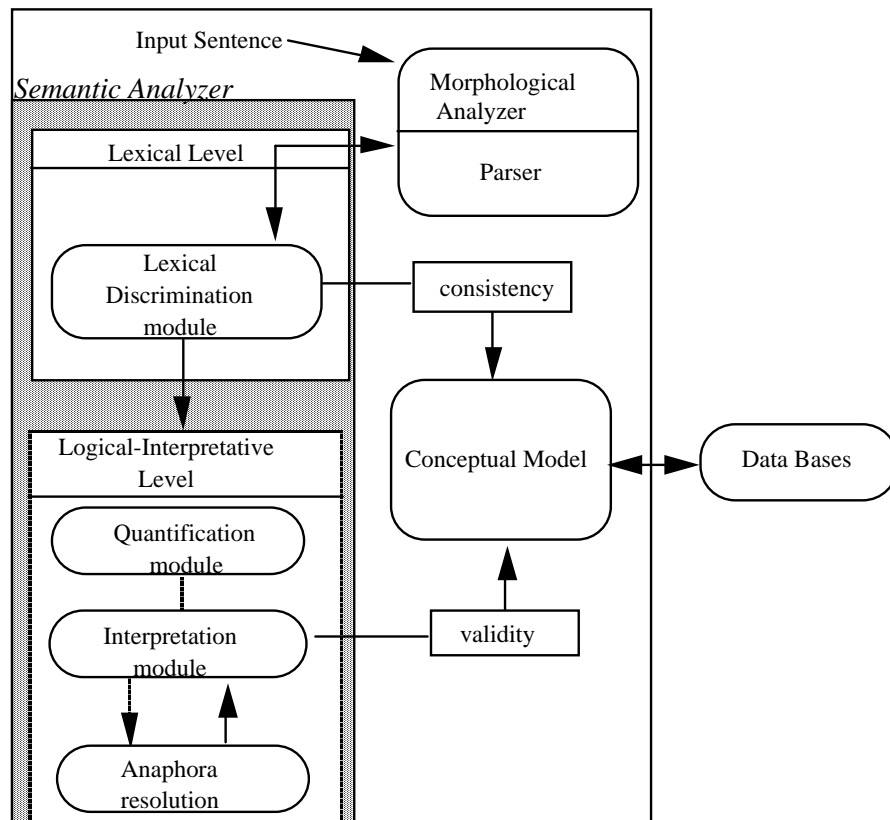 Input Sentence
Morphological
Analyzer
Parser
Semantic Analyzer
Lexical Level
Lexical
Discrimination
module
consistency
Logical-Interpretative
Level
Conceptual Model
Data Bases
Quantification
module
Interpretation
module
validity
Anaphora
resolution